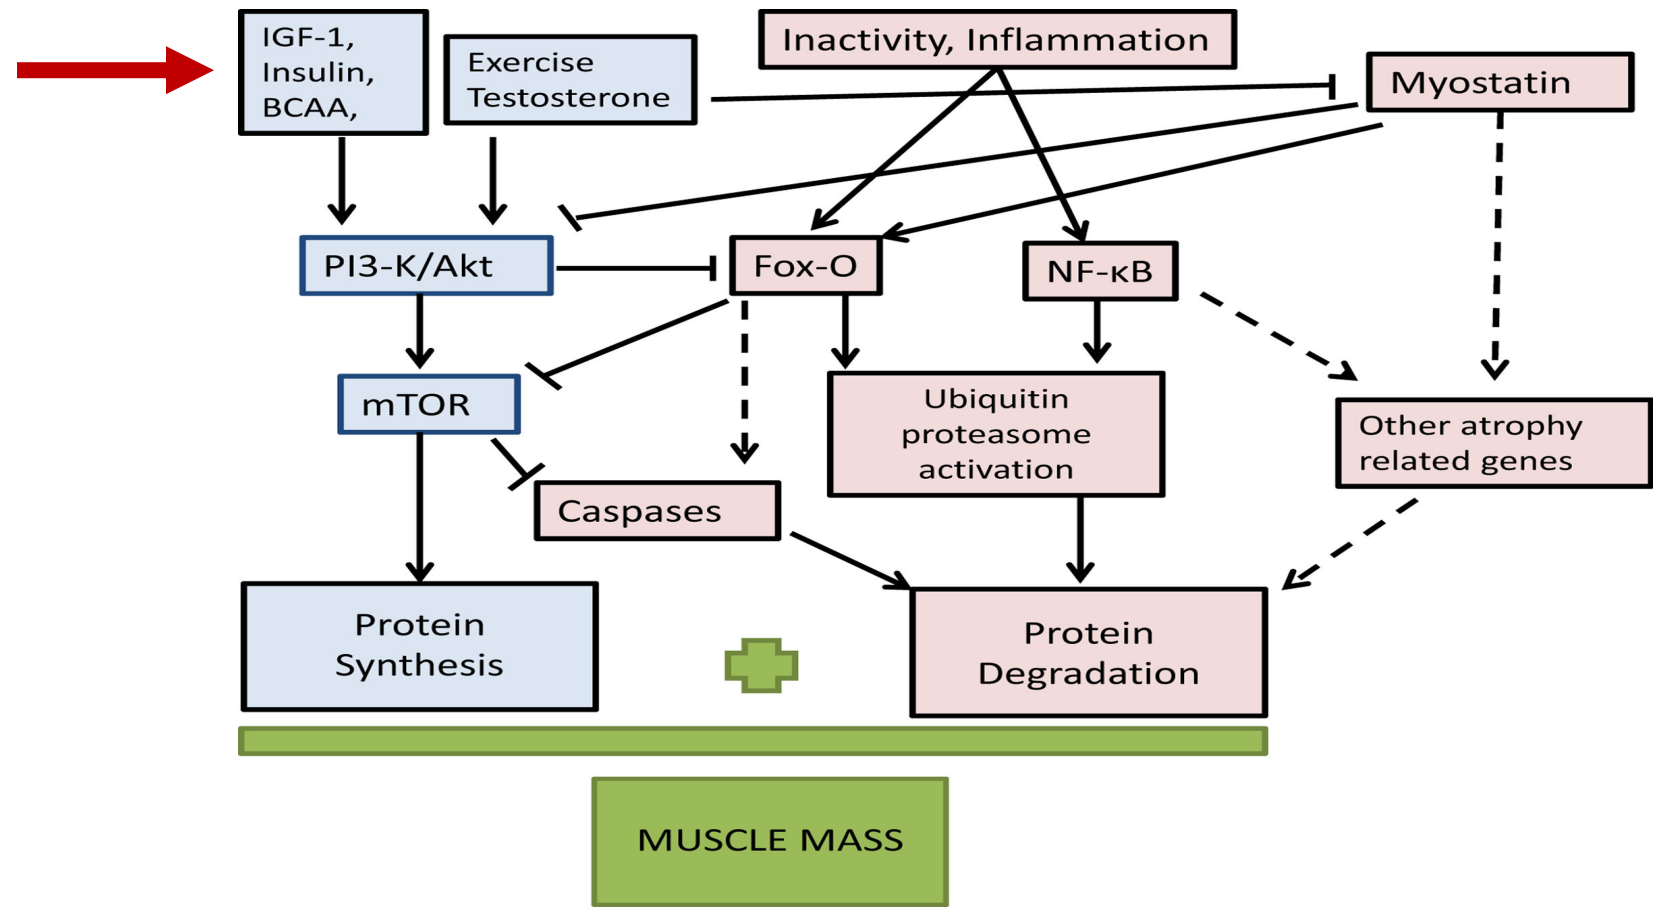 IGF-1,
Insulin,
BCAA,
Exercise
Testosterone
Inactivity, Inflammation
Myostatin
PI3-K/Akt
Fox-O
NF-κB
mTOR
Ubiquitin
proteasome
activation
Other atrophy
related genes
Caspases
Protein
Synthesis
Protein
Degradation
MUSCLE MASS